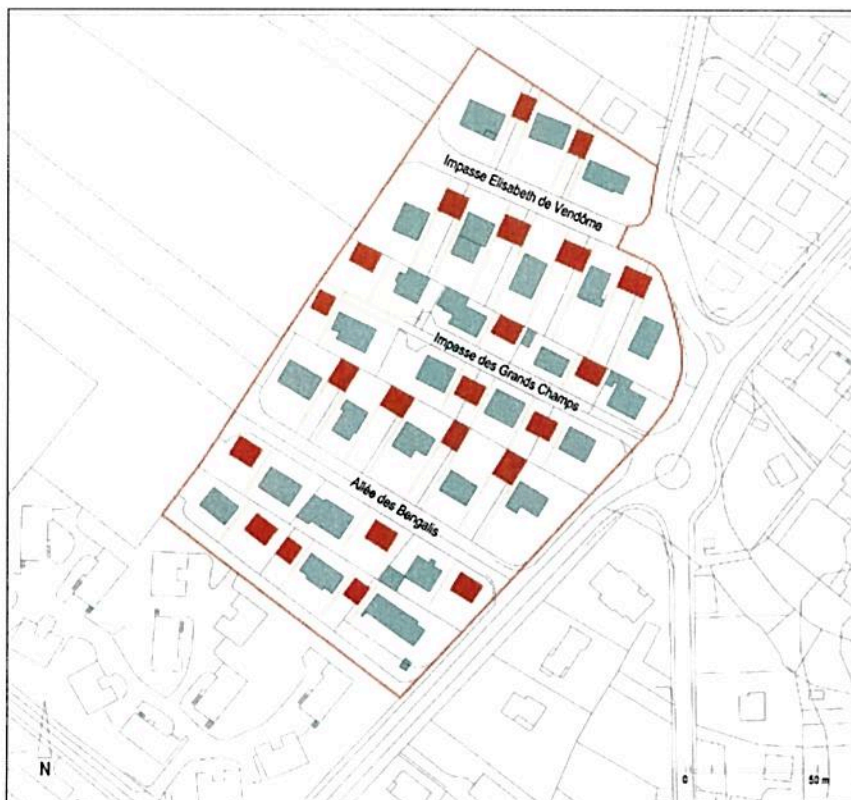 Impasse Elisabeth de Vendôme
Impasse des Grands Champs
Allée des Bengalis
N
0 50 m